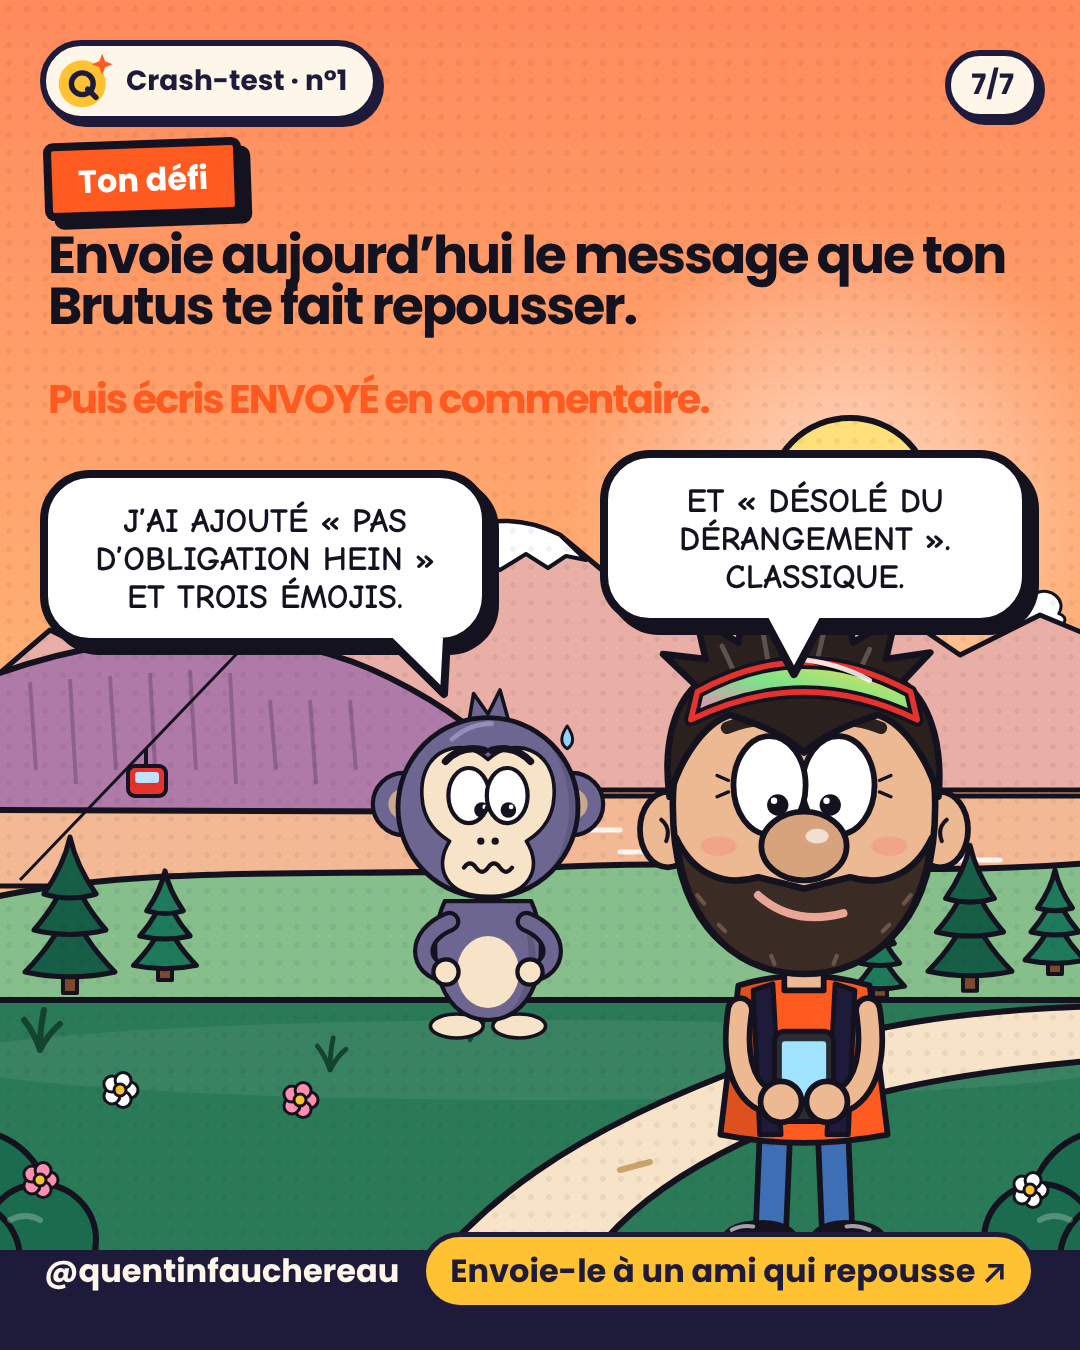 Q Crash-test · n°1
7/7
Ton défi
Envoie aujourd’hui le message que ton
Brutus te fait repousser.
Puis écris ENVOYÉ en commentaire.
J’AI AJOUTÉ « PAS
D’OBLIGATION HEIN »
ET TROIS ÉMOJIS.
ET « DÉSOLÉ DU
DÉRANGEMENT ».
CLASSIQUE.
@quentinfauchereau
Envoie-le à un ami qui repousse ↗